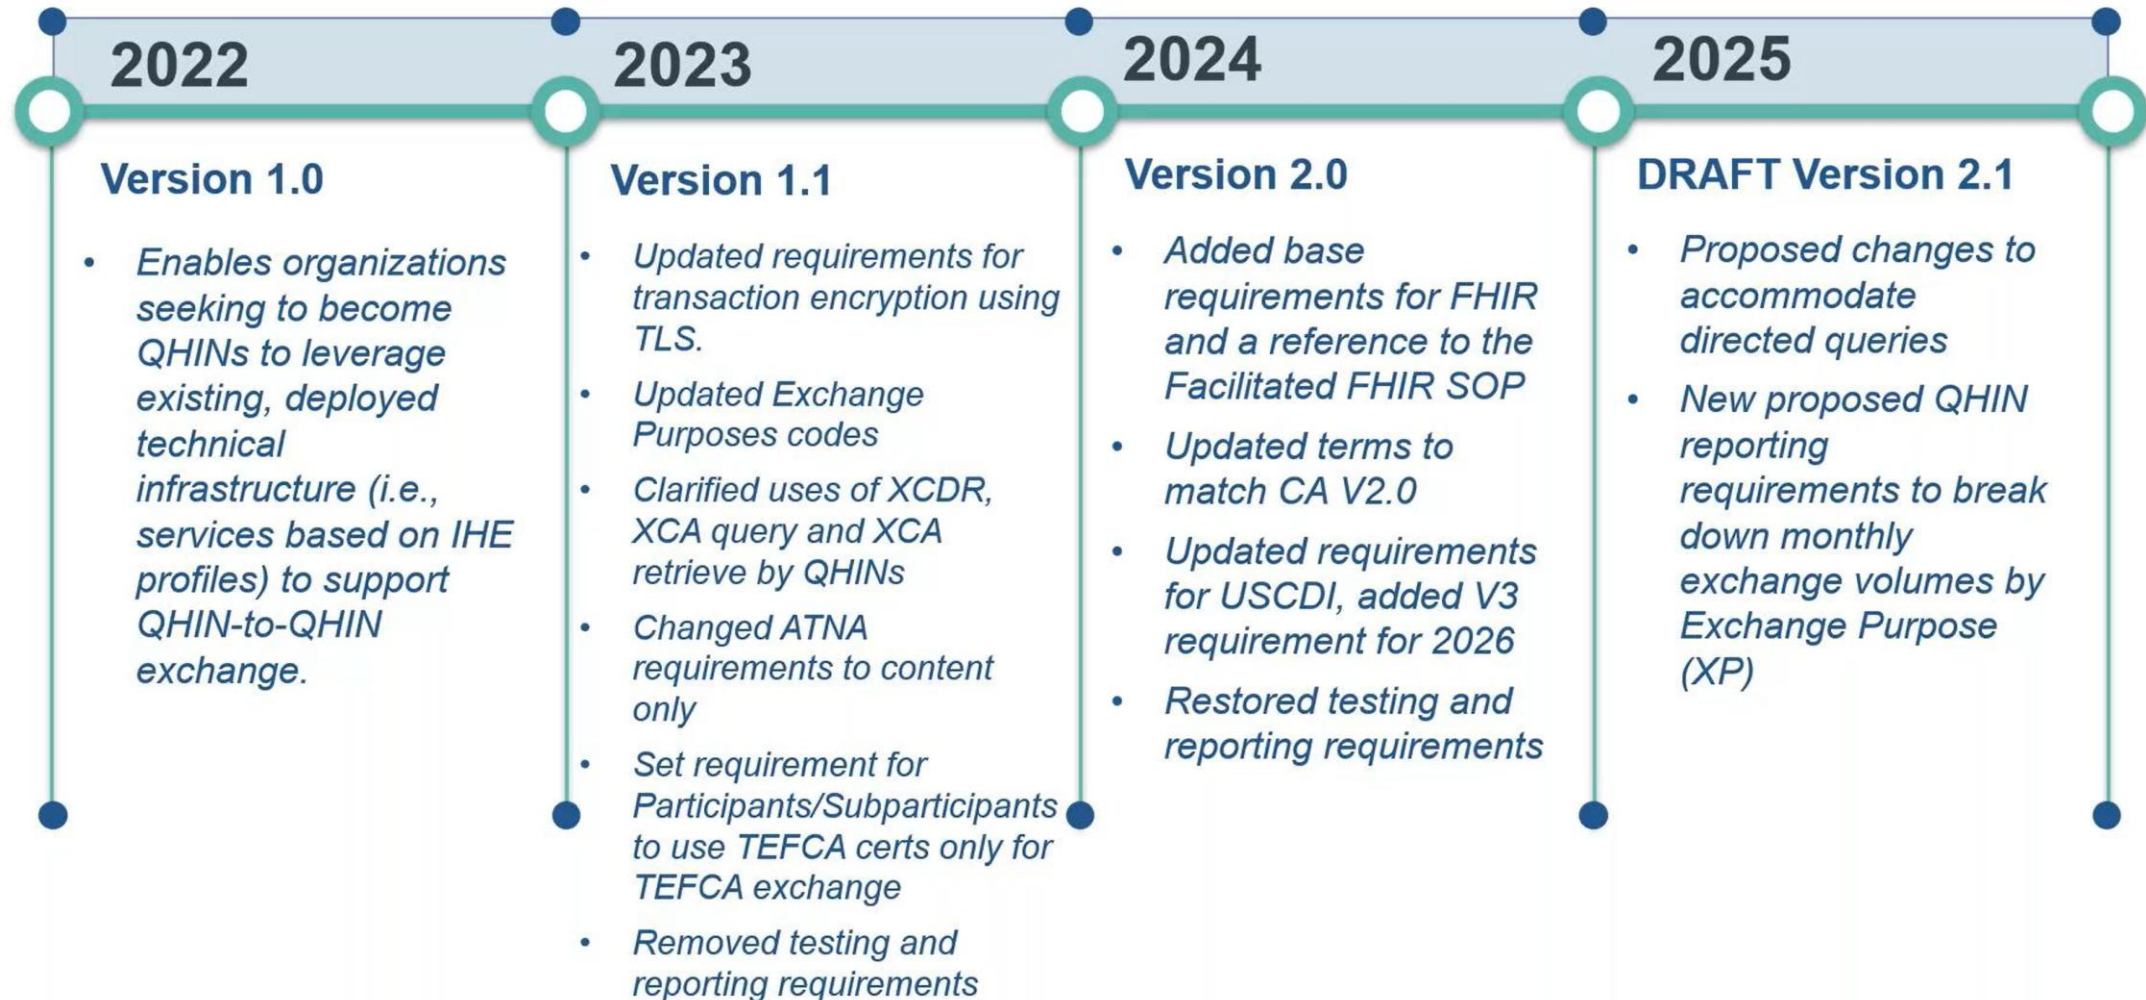 2022
Version 1.0
• Enables organizations
seeking to become
QHINs to leverage
existing, deployed
technical
infrastructure (i.e.,
services based on IHE
profiles) to support
QHIN-to-QHIN
exchange.
2023
Version 1.1
• Updated requirements for
transaction encryption using
TLS.
• Updated Exchange
Purposes codes
• Clarified uses of XCDR,
XCA query and XCA
retrieve by QHINs
• Changed ATNA
requirements to content
only
• Set requirement for
Participants/Subparticipants
to use TEFCA certs only for
TEFCA exchange
• Removed testing and
reporting requirements
2024
Version 2.0
• Added base
requirements for FHIR
and a reference to the
Facilitated FHIR SOP
• Updated terms to
match CA V2.0
• Updated requirements
for USCDI, added V3
requirement for 2026
• Restored testing and
reporting requirements
2025
DRAFT Version 2.1
• Proposed changes to
accommodate
directed queries
• New proposed QHIN
reporting
requirements to break
down monthly
exchange volumes by
Exchange Purpose
(XP)